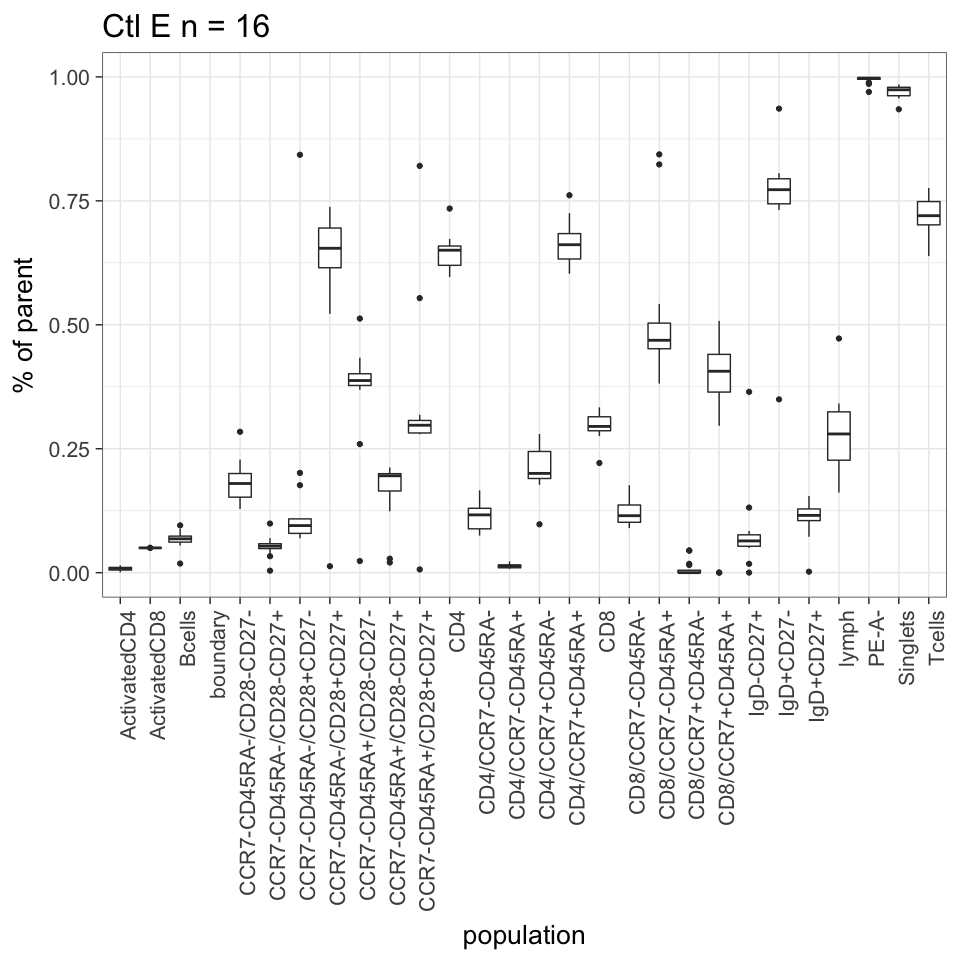 Ctl E n = 16
% of parent
1.00
0.75
0.50
0.25
0.00
ActivatedCD4
ActivatedCD8
Bcells
boundary
CCR7-CD45RA-/CD28-CD27-
CCR7-CD45RA-/CD28-CD27+
CCR7-CD45RA-/CD28+CD27-
CCR7-CD45RA-/CD28+CD27+
CCR7-CD45RA+/CD28-CD27-
CCR7-CD45RA+/CD28-CD27+
CCR7-CD45RA+/CD28+CD27+
CD4
CD4/CCR7-CD45RA-
CD4/CCR7-CD45RA+
CD4/CCR7+CD45RA-
CD4/CCR7+CD45RA+
CD8
CD8/CCR7-CD45RA-
CD8/CCR7-CD45RA+
CD8/CCR7+CD45RA-
CD8/CCR7+CD45RA+
IgD-CD27+
IgD+CD27-
IgD+CD27+
lymph
PE-A-
Singlets
Tcells
population